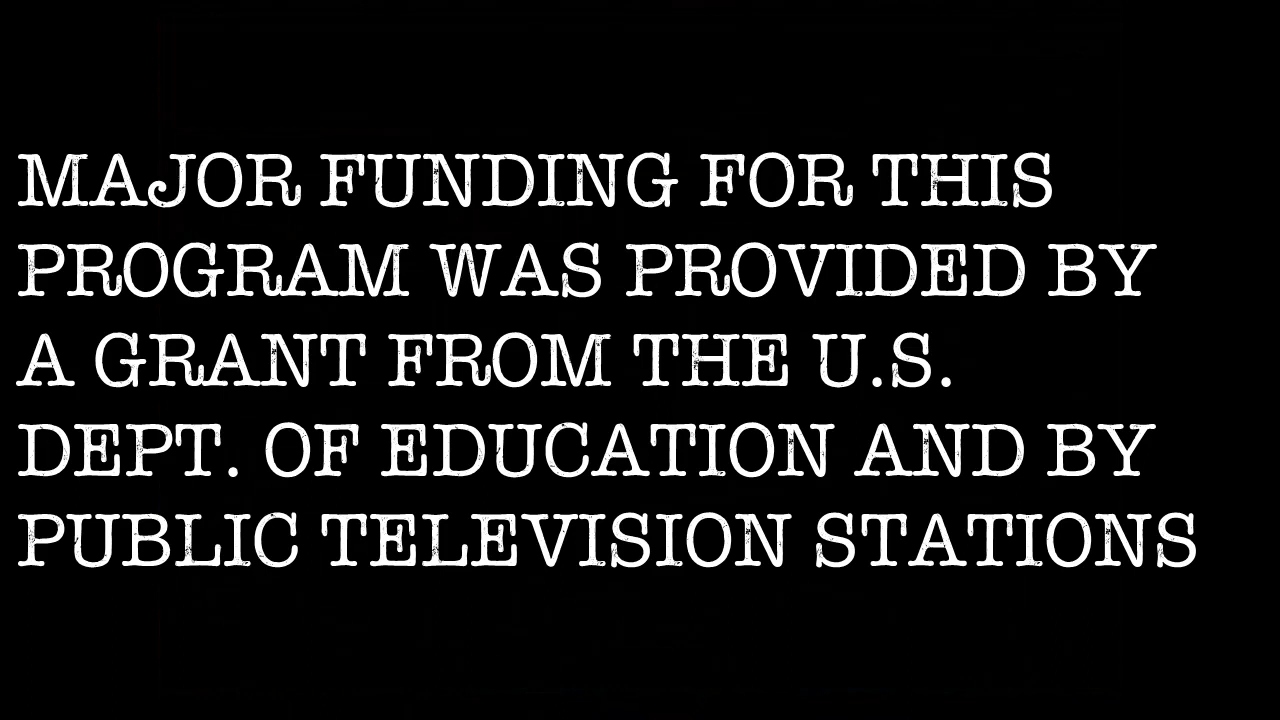 MAJOR FUNDING FOR THIS
PROGRAM WAS PROVIDED BY
A GRANT FROM THE U.S.
DEPT. OF EDUCATION AND BY
PUBLIC TELEVISION STATIONS